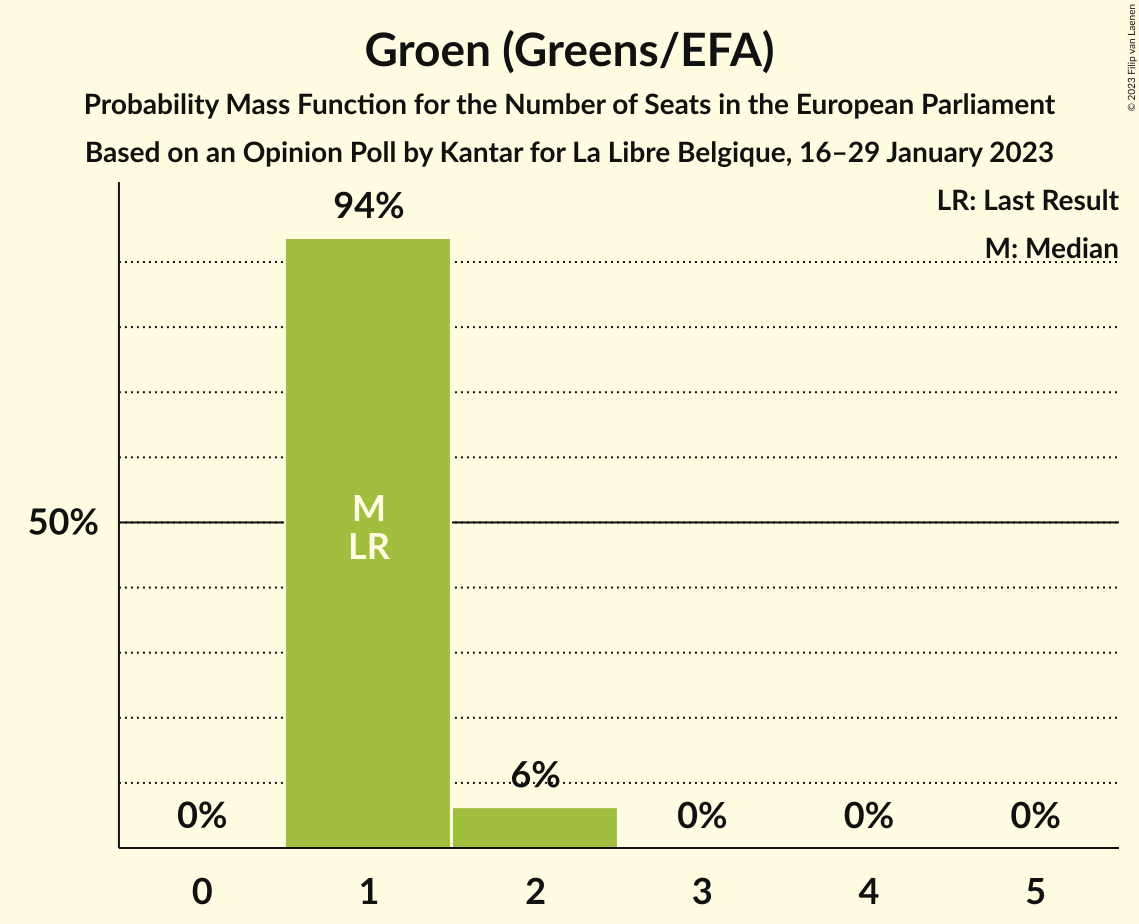 Groen (Greens/EFA)
Probability Mass Function for the Number of Seats in the European Parliament
Based on an Opinion Poll by Kantar for La Libre Belgique, 16–29 January 2023
© 2023 Filip van Laenen
LR: Last Result
M: Median
94%
50%
M
LR
6%
0%
0%
0%
0%
0
1
2
3
4
5